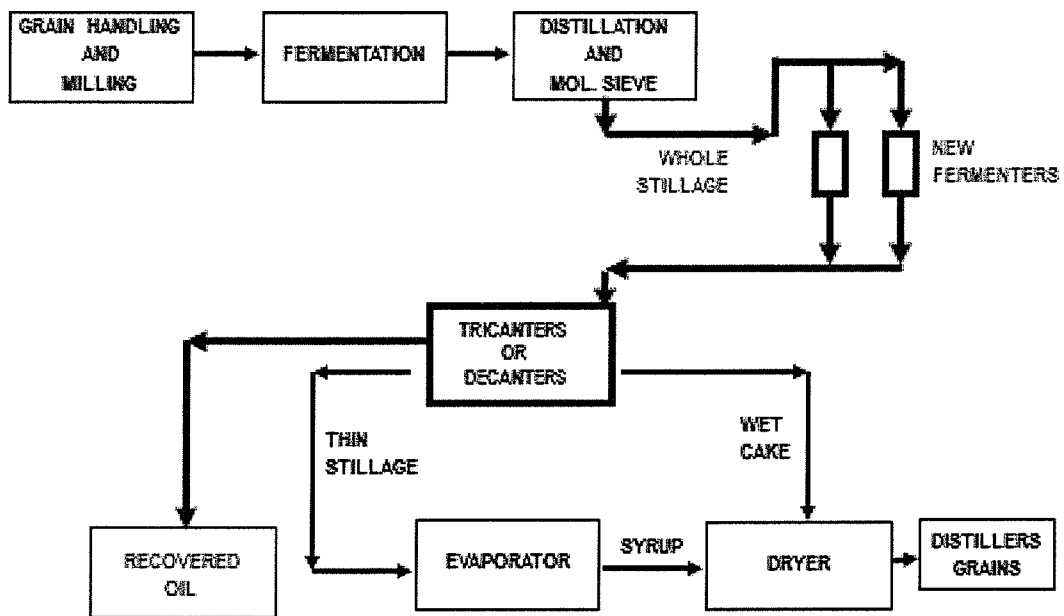 GRAIN HANDLING
AND
MILLING
FERMENTATION
DISTILLATION
AND
MOL. SIEVE
WHOLE
STILLAGE
NEW
FERMENTERS
TRICANTERS
OR
DECANTERS
THIN
STILLAGE
WET
CAKE
RECOVERED
OIL
EVAPORATOR
SYRUP
DRYER
DISTILLERS
GRAINS